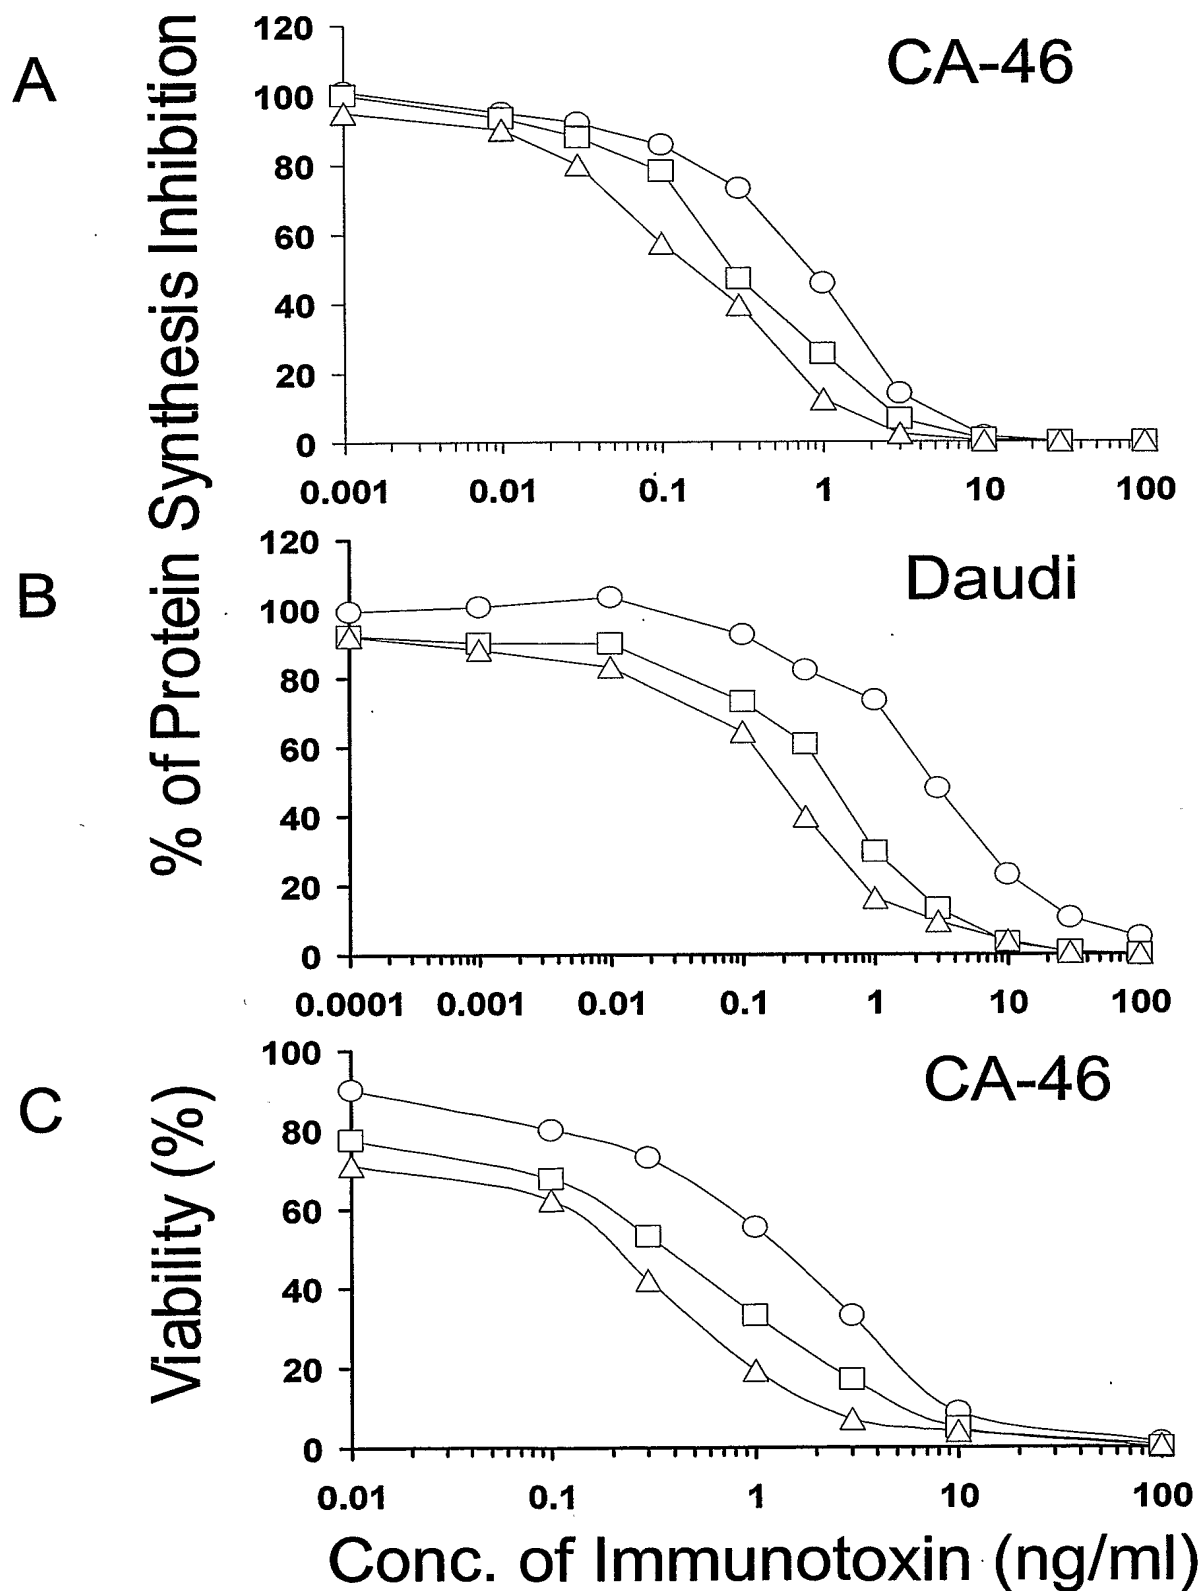 A
CA-46
% of Protein Synthesis Inhibition
120
100
80
60
40
20
0
0.001 0.01 0.1 1 10 100
B
Daudi
120
100
80
60
40
20
0
0.0001 0.001 0.01 0.1 1 10 100
C
CA-46
Viability (%)
100
80
60
40
20
0
0.01 0.1 1 10 100
Conc. of Immunotoxin (ng/ml)